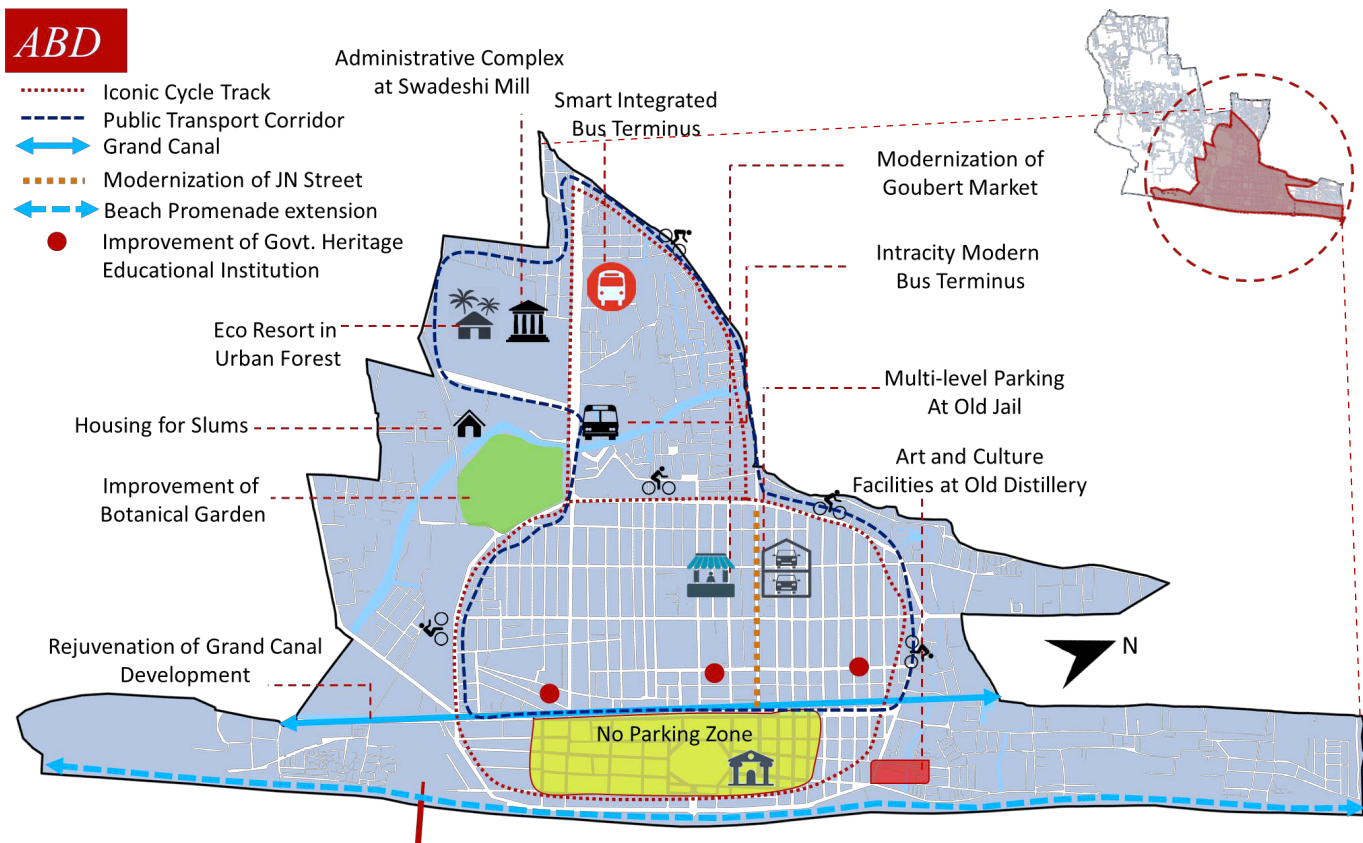 ABD
Iconic Cycle Track
Public Transport Corridor
Grand Canal
Modernization of JN Street
Beach Promenade extension
Improvement of Govt. Heritage
Educational Institution
Administrative Complex
at Swadeshi Mill
Smart Integrated
Bus Terminus
Modernization of
Goubert Market
Intracity Modern
Bus Terminus
Eco Resort in
Urban Forest
Multi-level Parking
At Old Jail
Housing for Slums
Art and Culture
Facilities at Old Distillery
Improvement of
Botanical Garden
Rejuvenation of Grand Canal
Development
N
No Parking Zone